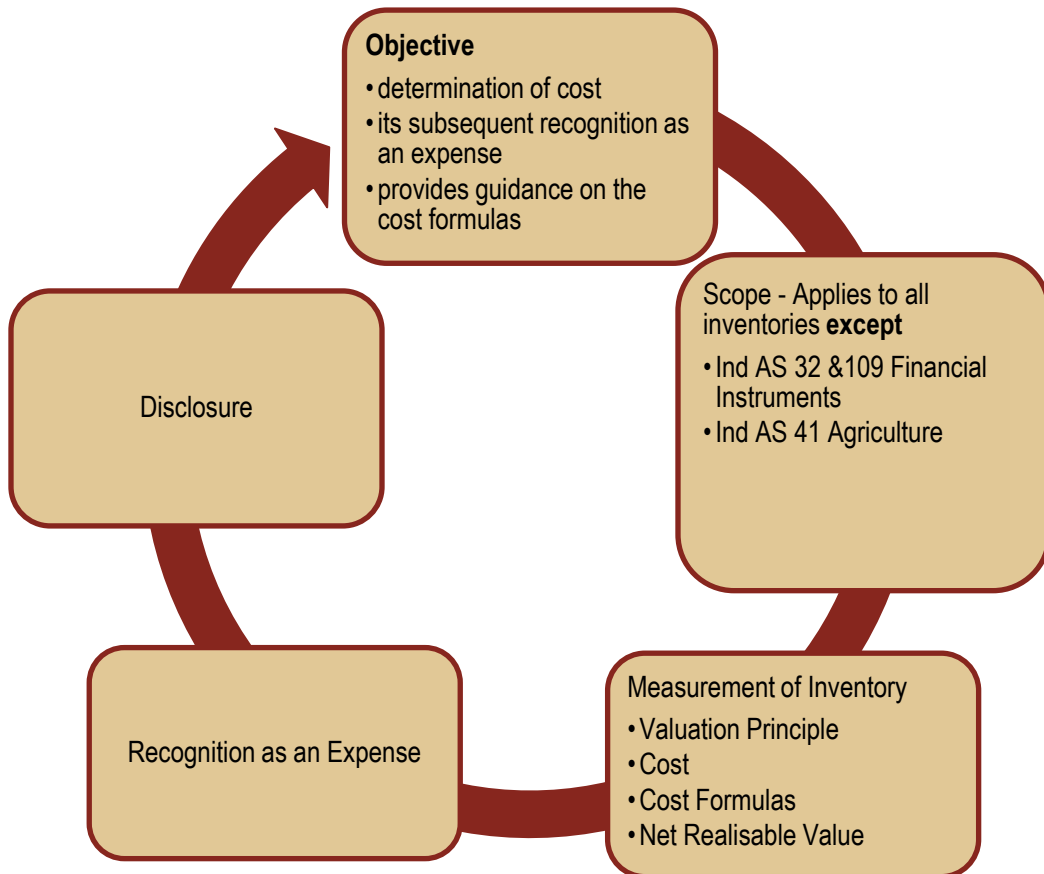 Objective
• determination of cost
• its subsequent recognition as
an expense
• provides guidance on the
cost formulas
Scope - Applies to all
inventories except
• Ind AS 32 &109 Financial
Instruments
• Ind AS 41 Agriculture
Measurement of Inventory
• Valuation Principle
• Cost
• Cost Formulas
• Net Realisable Value
Recognition as an Expense
Disclosure